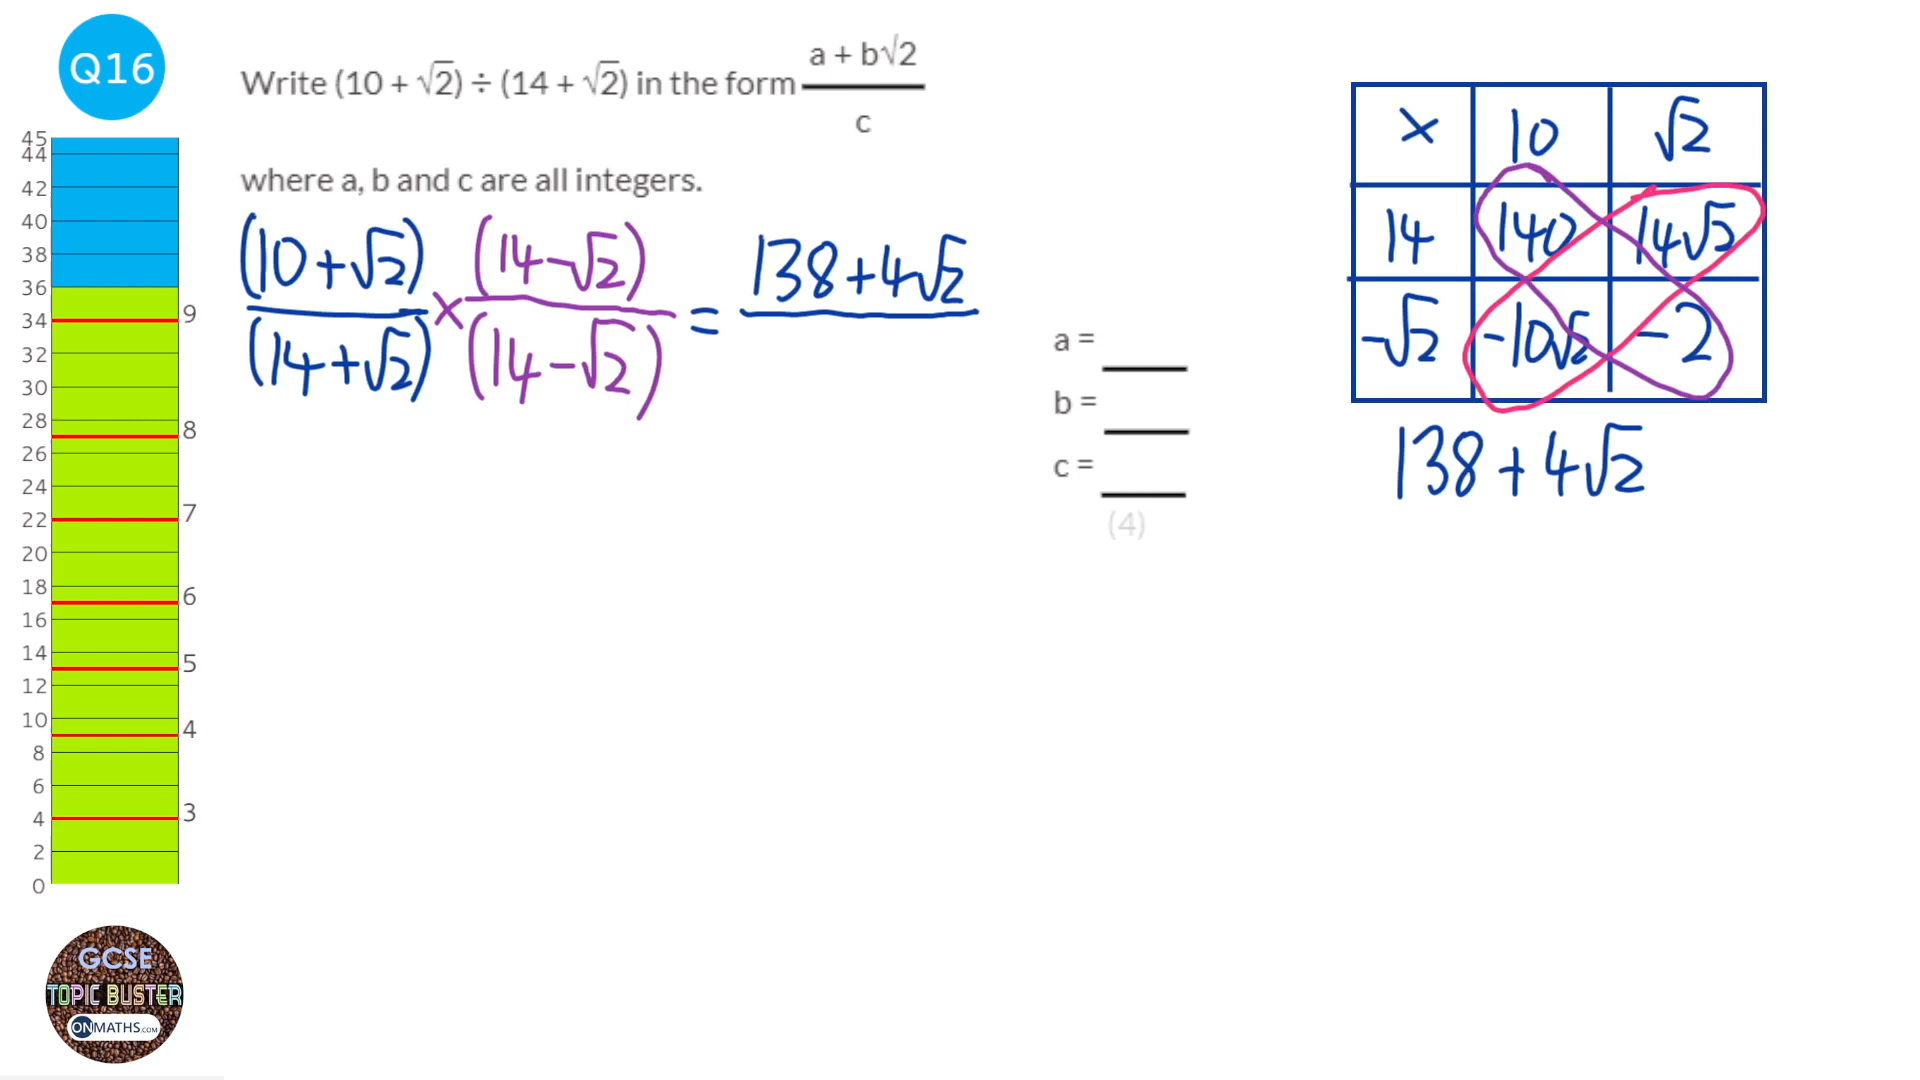 Q16
Write (10 + √2) ÷ (14 + √2) in the form (a + b√2)/c
where a, b and c are all integers.
(10+√2)/(14+√2) × (14-√2)/(14-√2) = 138+4√2
a =
b =
c =
(4)
× 10 √2
14 140 14√2
-√2 -10√2 -2
138+4√2
45
44
42
40
38
36
34
32
30
28
26
24
22
20
18
16
14
12
10
8
6
4
2
0
9
8
7
6
5
4
3
GCSE
TOPIC BUSTER
ONMATHS.COM